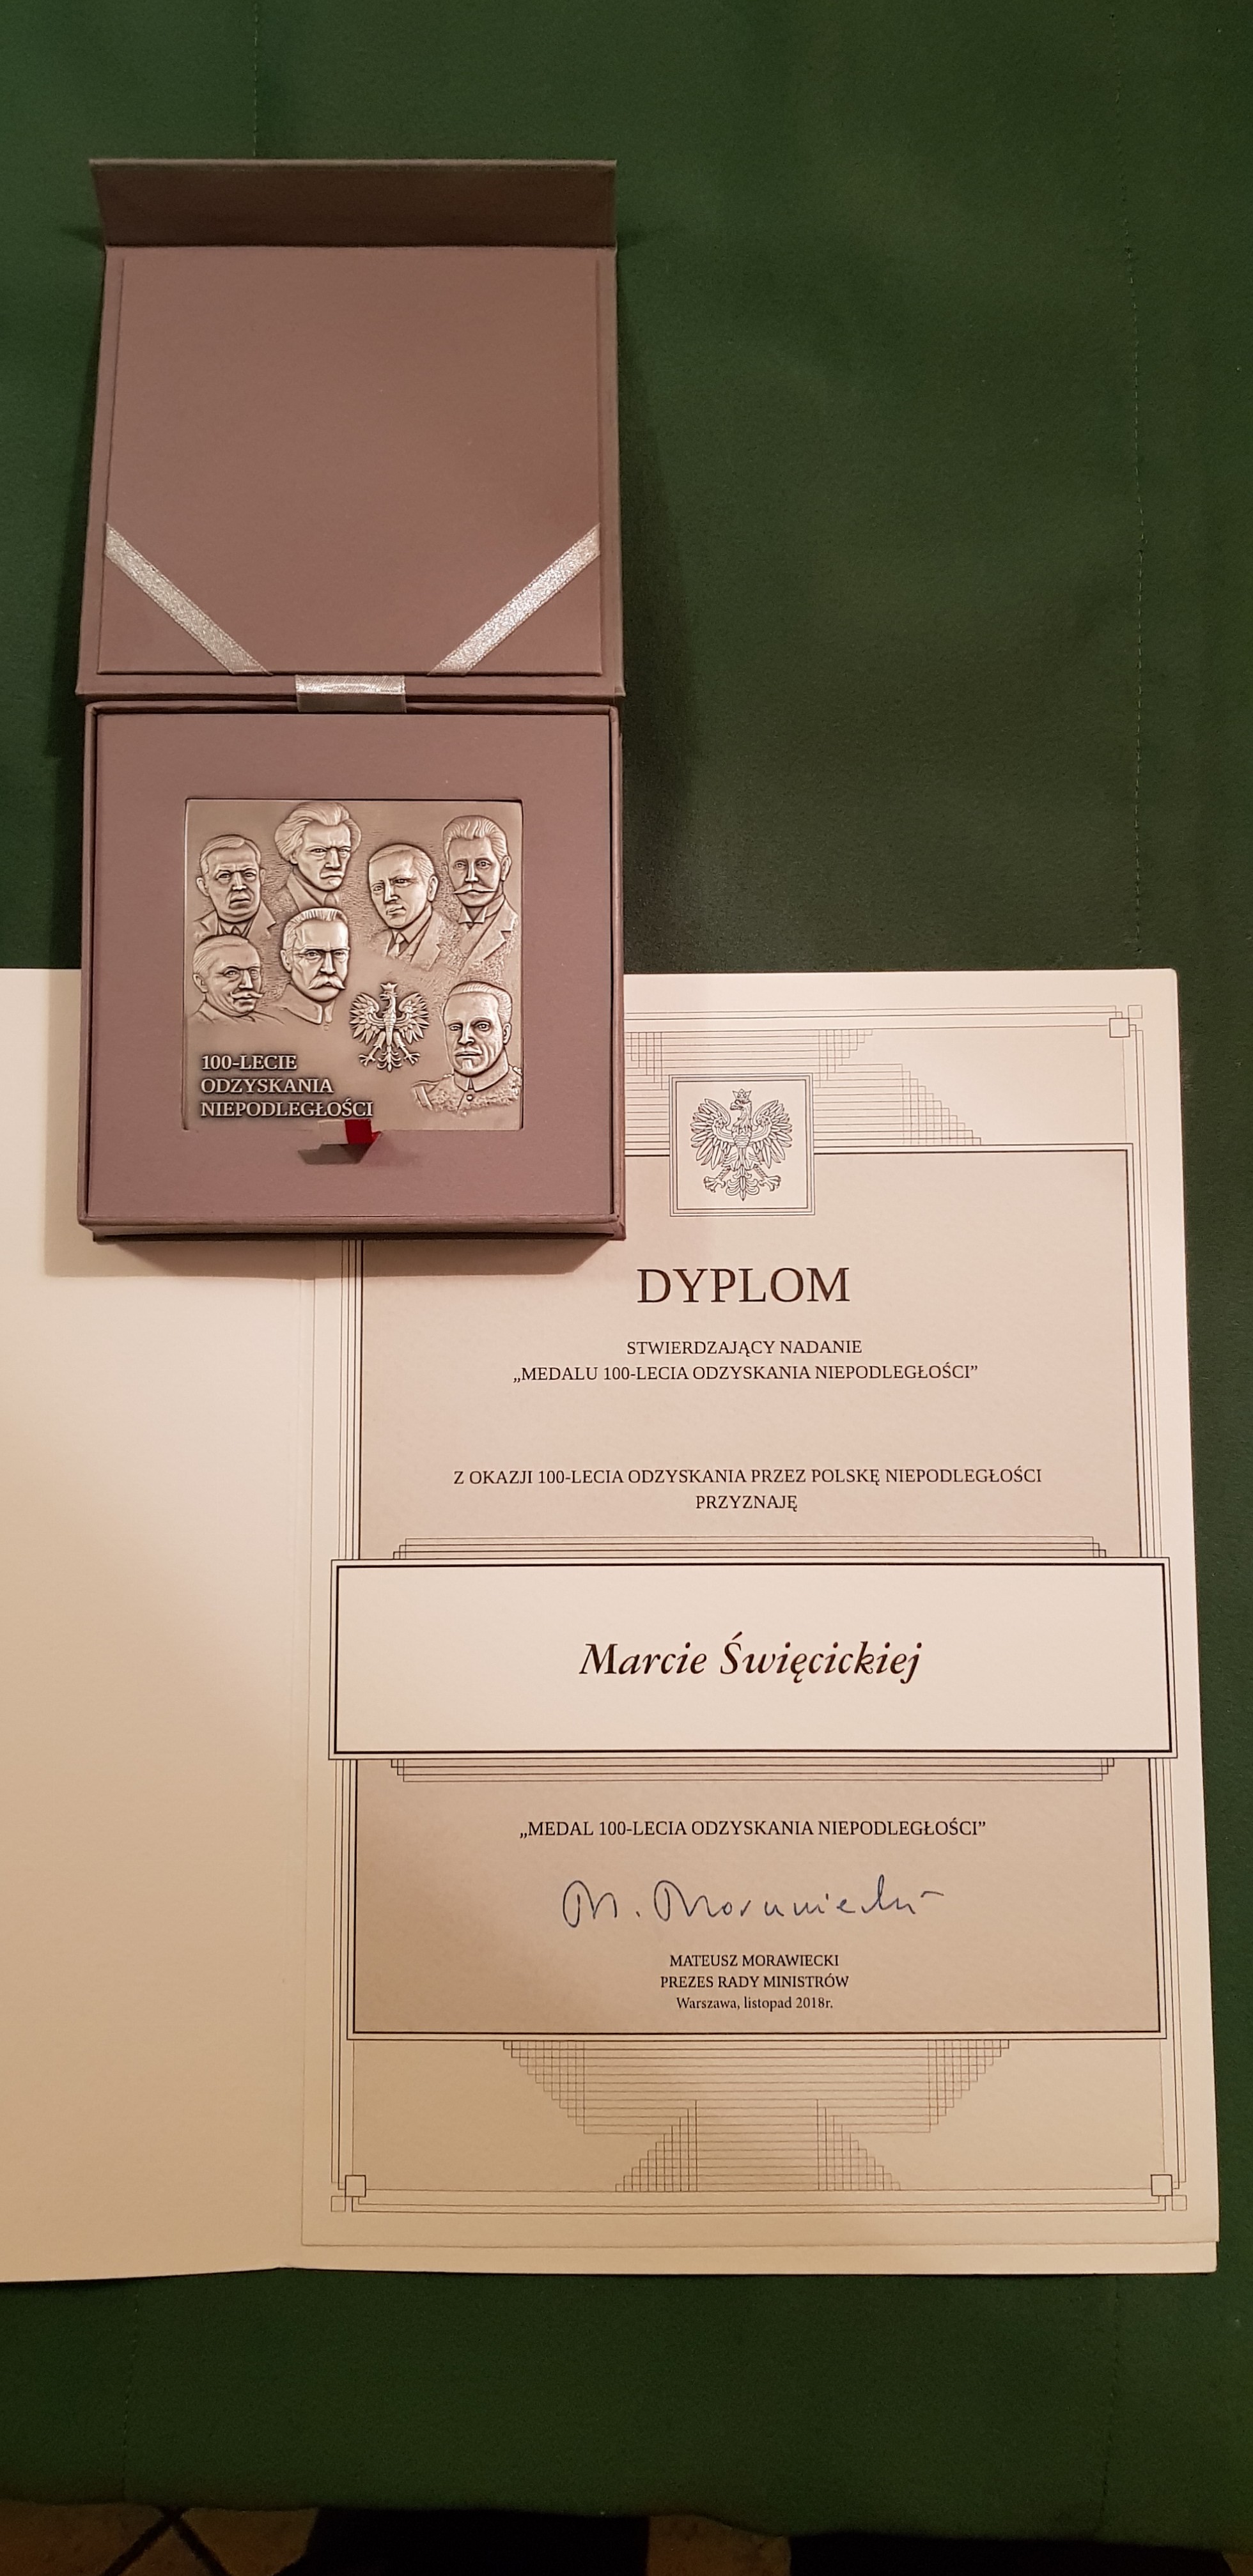 100-LECIE
ODZYSKANIA
NIEPODLEGŁOŚCI
DYPLOM
STWIERDZAJĄCY NADANIE
„MEDALU 100-LECIA ODZYSKANIA NIEPODLEGŁOŚCI”
Z OKAZJI 100-LECIA ODZYSKANIA PRZEZ POLSKĘ NIEPODLEGŁOŚCI
PRZYZNAJĘ
Marcie Święcickiej
„MEDAL 100-LECIA ODZYSKANIA NIEPODLEGŁOŚCI”
M. Morawiecki
MATEUSZ MORAWIECKI
PREZES RADY MINISTRÓW
Warszawa, listopad 2018r.